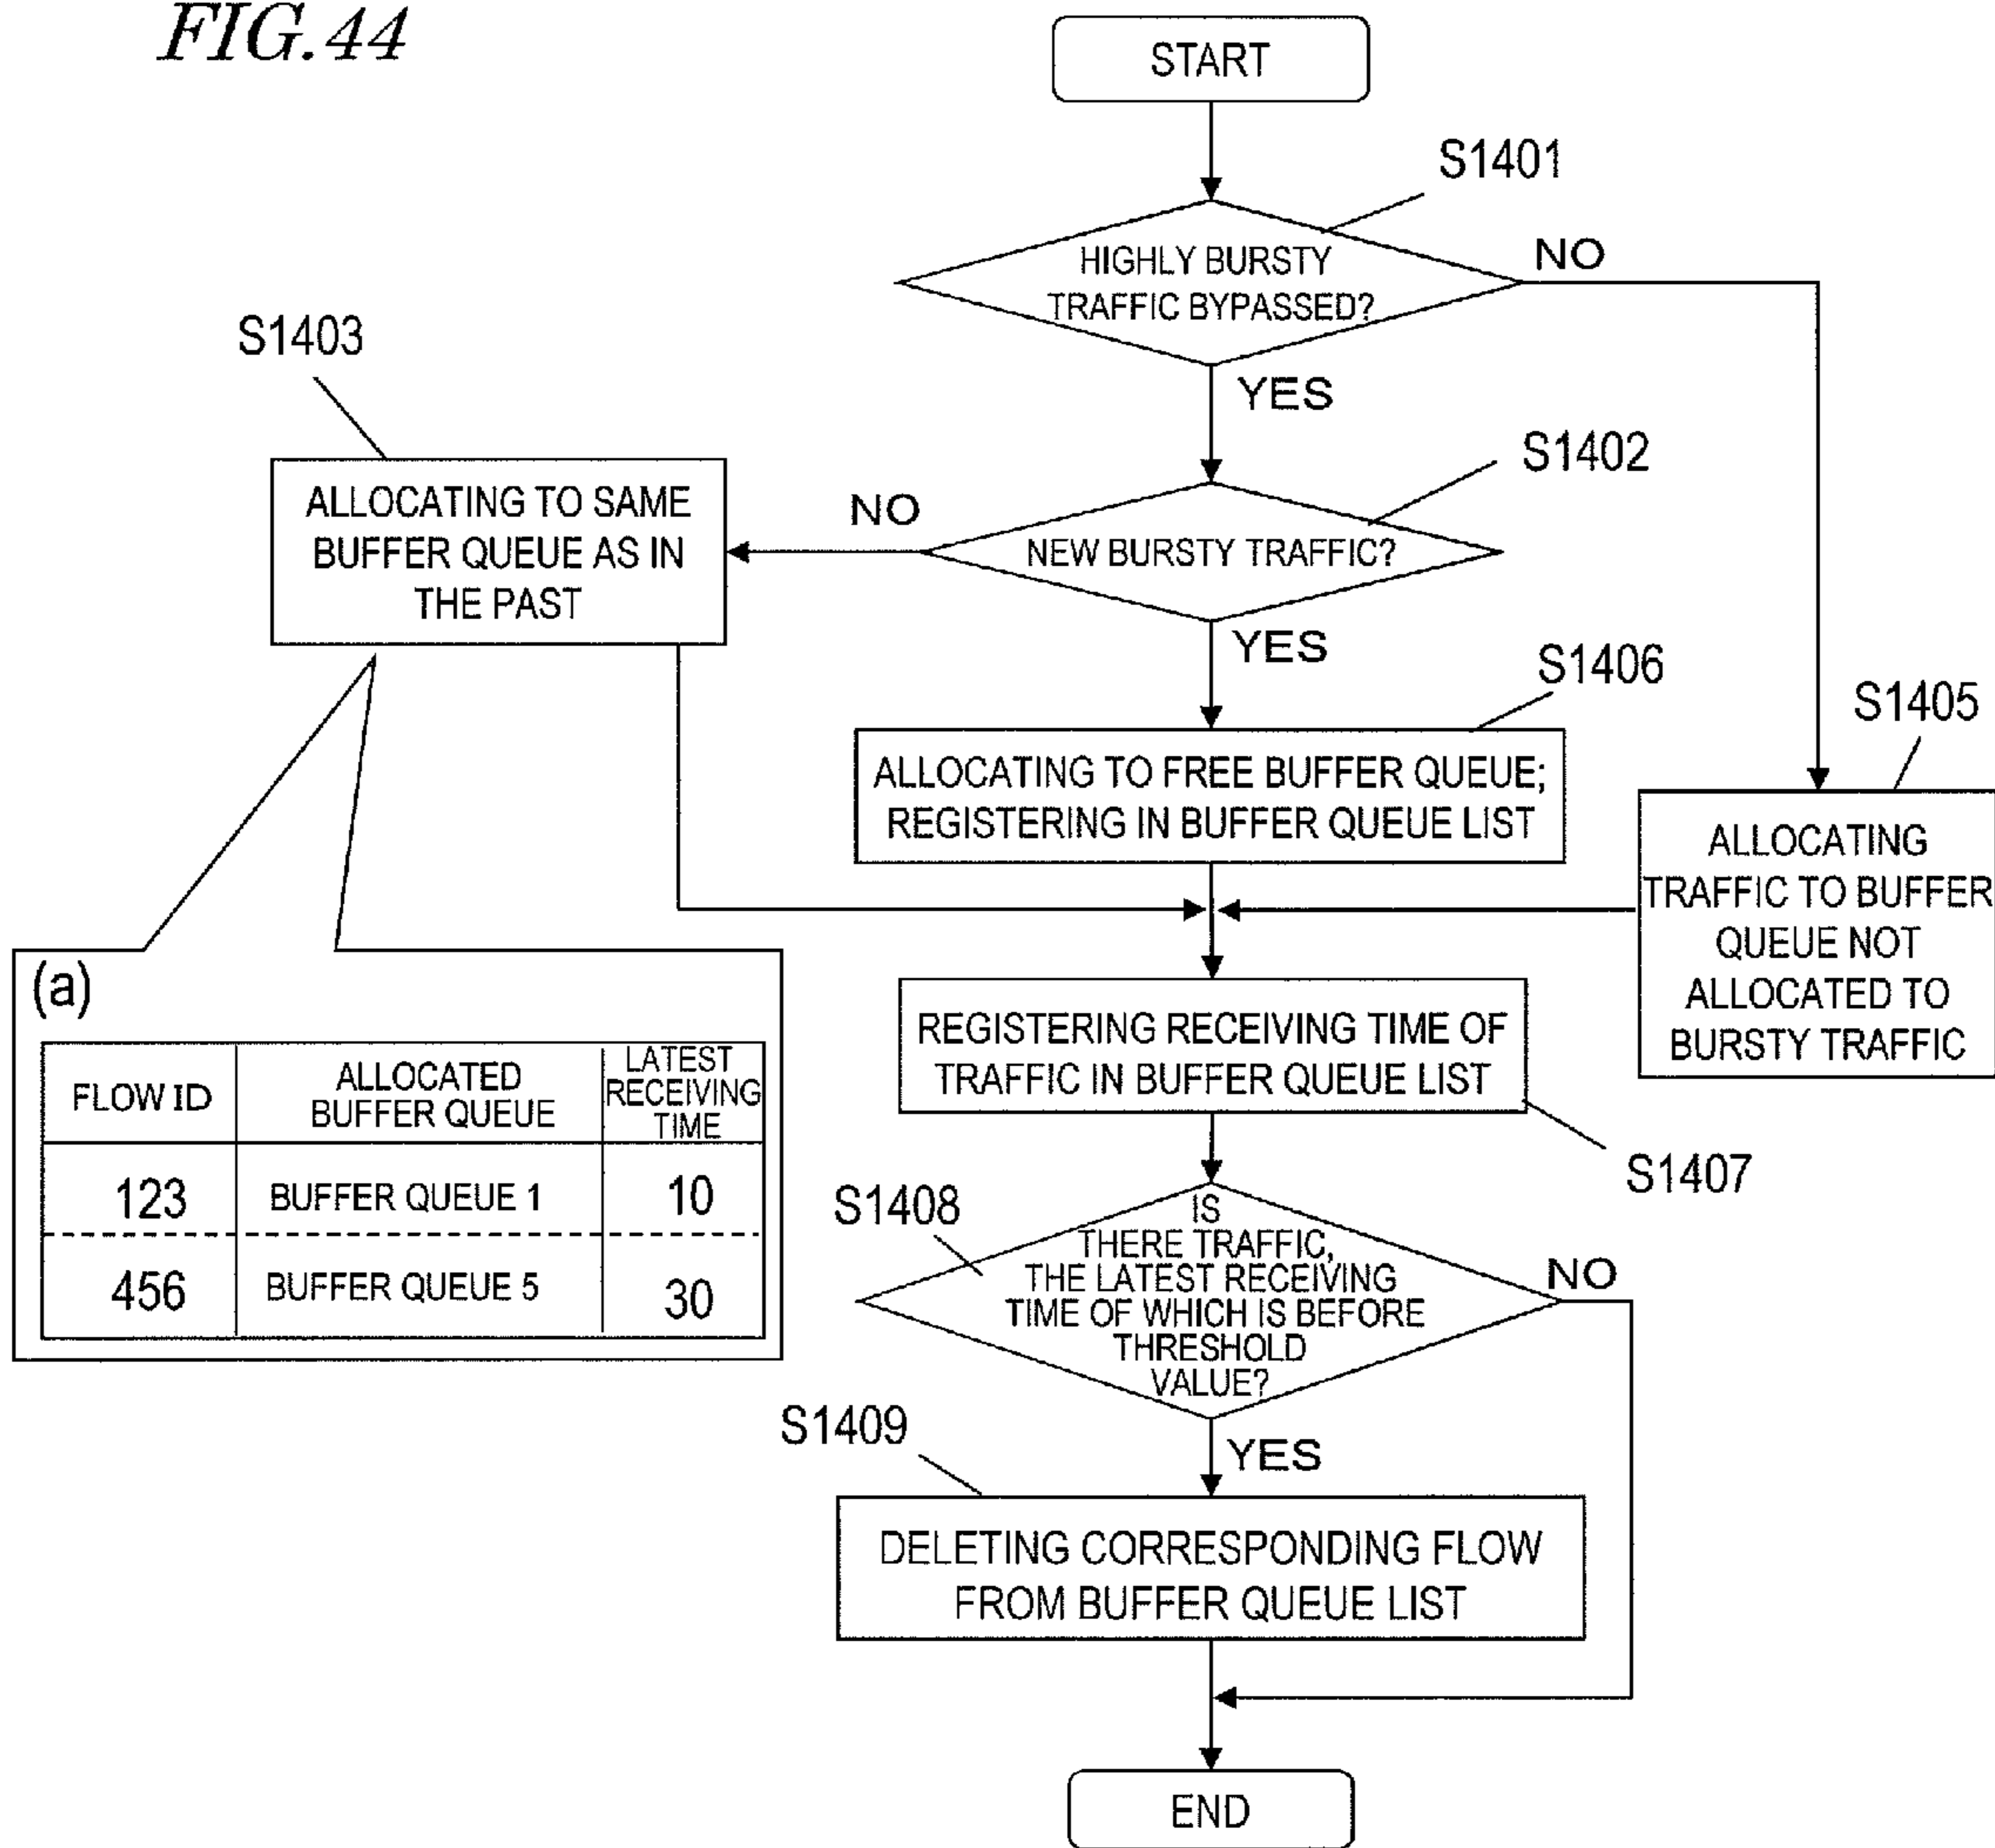 FIG.44
START
S1401
HIGHLY BURSTY
TRAFFIC BYPASSED?
NO
YES
S1403
S1402
ALLOCATING TO SAME
BUFFER QUEUE AS IN
THE PAST
NO
NEW BURSTY TRAFFIC?
YES
S1406
S1405
ALLOCATING TO FREE BUFFER QUEUE;
REGISTERING IN BUFFER QUEUE LIST
ALLOCATING
TRAFFIC TO BUFFER
QUEUE NOT
ALLOCATED TO
BURSTY TRAFFIC
(a)
FLOW ID
ALLOCATED
BUFFER QUEUE
LATEST
RECEIVING
TIME
123
BUFFER QUEUE 1
10
456
BUFFER QUEUE 5
30
REGISTERING RECEIVING TIME OF
TRAFFIC IN BUFFER QUEUE LIST
S1407
S1408
IS
THERE TRAFFIC,
THE LATEST RECEIVING
TIME OF WHICH IS BEFORE
THRESHOLD
VALUE?
NO
S1409
YES
DELETING CORRESPONDING FLOW
FROM BUFFER QUEUE LIST
END